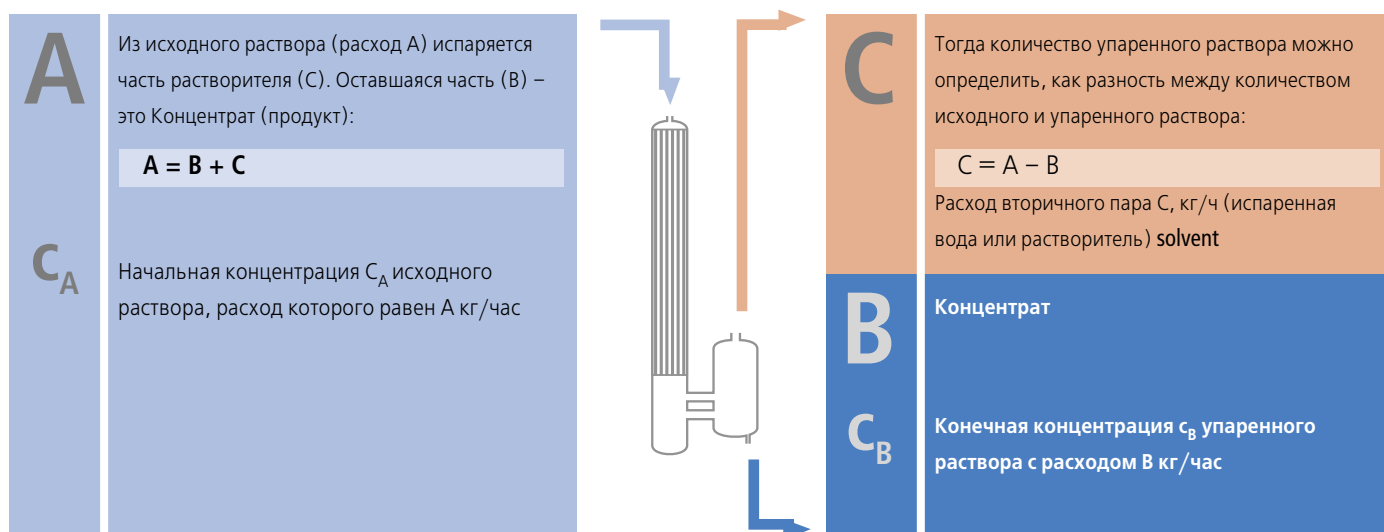 A
Из исходного раствора (расход А) испаряется
часть растворителя (С). Оставшаяся часть (В) –
это Концентрат (продукт):
A = B + C
cA
Начальная концентрация СА исходного
раствора, расход которого равен А кг/час
C
Тогда количество упаренного раствора можно
определить, как разность между количеством
исходного и упаренного раствора:
C = A – B
Расход вторичного пара С, кг/ч (испаренная
вода или растворитель) solvent
B
Концентрат
cB
Конечная концентрация cB упаренного
раствора с расходом В кг/час